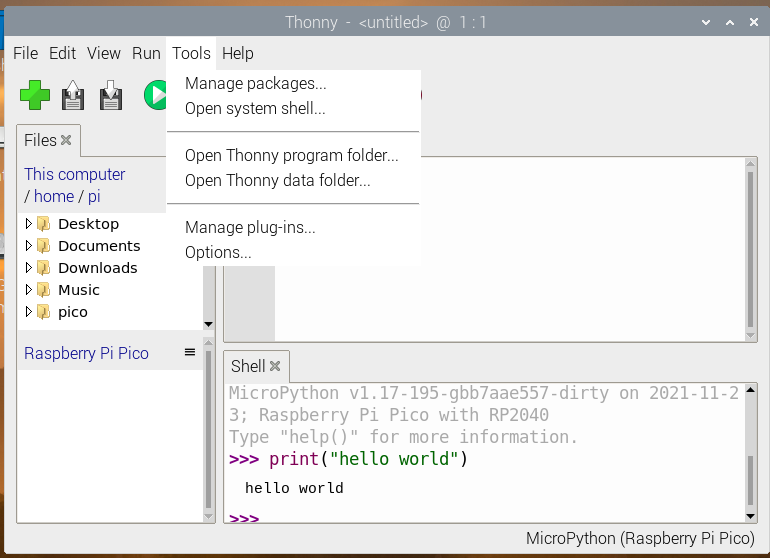 Thonny - <untitled> @ 1 : 1
File Edit View Run Tools Help
Manage packages...
Open system shell...
Open Thonny program folder...
Open Thonny data folder...
Manage plug-ins...
Options...
Files
This computer
/ home / pi
Desktop
Documents
Downloads
Music
pico
Raspberry Pi Pico
Shell
MicroPython v1.17-195-gbb7aae557-dirty on 2021-11-2
3; Raspberry Pi Pico with RP2040
Type "help()" for more information.
>>> print("hello world")
hello world
>>>
MicroPython (Raspberry Pi Pico)